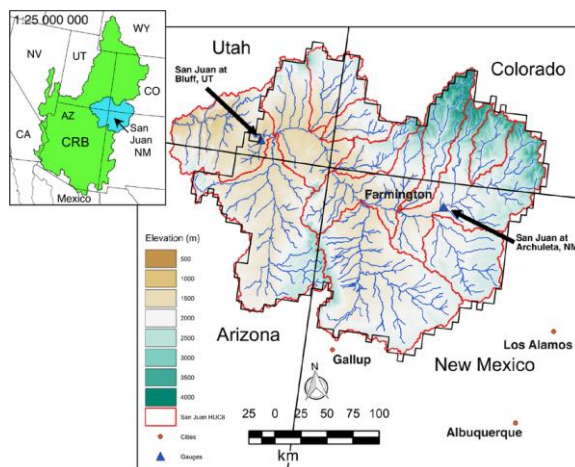 1:25 000 000
WY
NV
UT
CO
AZ
CA
CRB
San
Juan
NM
Mexico
Utah
Colorado
San Juan at
Bluff, UT
Farmington
San Juan at
Archuleta, NM
Elevation (m)
500
1000
1500
2000
2500
3000
3500
4000
San Juan HUC8
Cities
Gauges
Arizona
Gallup
New Mexico
Los Alamos
Albuquerque
N
25 0 25 50 75 100
km